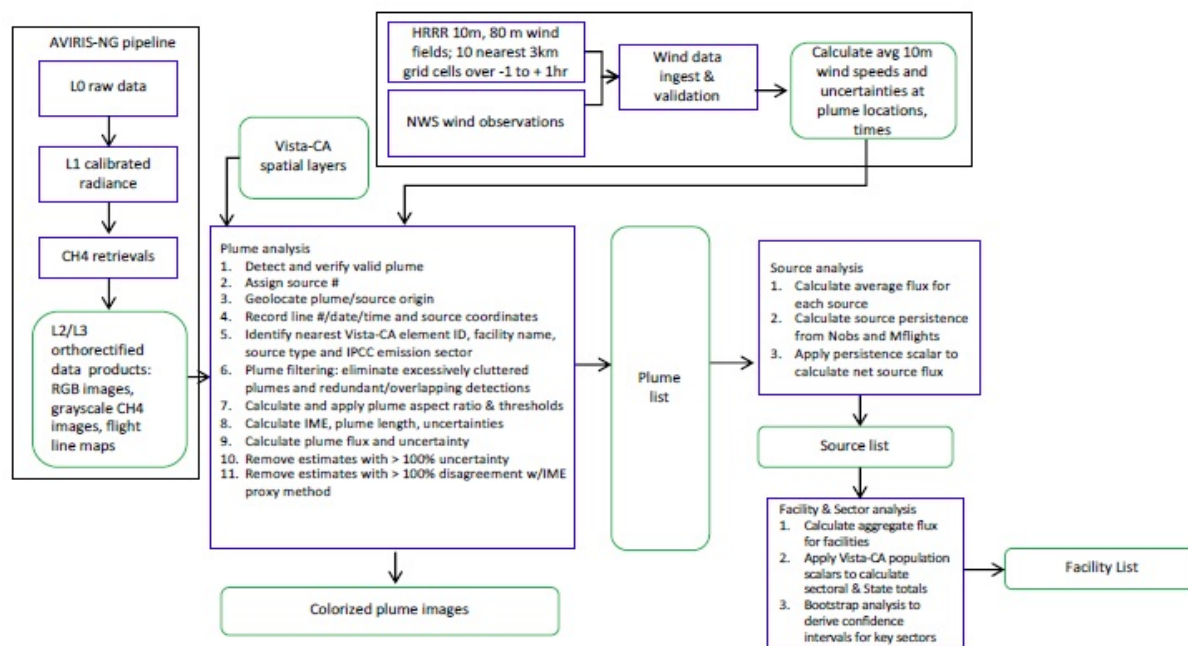 AVIRIS-NG pipeline
L0 raw data
L1 calibrated
radiance
CH4 retrievals
L2/L3
orthorectified
data products:
RGB images,
grayscale CH4
images, flight
line maps
HRRR 10m, 80 m wind
fields; 10 nearest 3km
grid cells over -1 to + 1hr
NWS wind observations
Wind data
ingest &
validation
Calculate avg 10m
wind speeds and
uncertainties at
plume locations,
times
Vista-CA
spatial layers
Plume analysis
1. Detect and verify valid plume
2. Assign source #
3. Geolocate plume/source origin
4. Record line #/date/time and source coordinates
5. Identify nearest Vista-CA element ID, facility name,
source type and IPCC emission sector
6. Plume filtering: eliminate excessively cluttered
plumes and redundant/overlapping detections
7. Calculate and apply plume aspect ratio & thresholds
8. Calculate IME, plume length, uncertainties
9. Calculate plume flux and uncertainty
10. Remove estimates with > 100% uncertainty
11. Remove estimates with > 100% disagreement w/IME
proxy method
Colorized plume images
Plume
list
Source analysis
1. Calculate average flux for
each source
2. Calculate source persistence
from Nobs and Mflights
3. Apply persistence scalar to
calculate net source flux
Source list
Facility & Sector analysis
1. Calculate aggregate flux
for facilities
2. Apply Vista-CA population
scalars to calculate
sectoral & State totals
3. Bootstrap analysis to
derive confidence
intervals for key sectors
Facility List